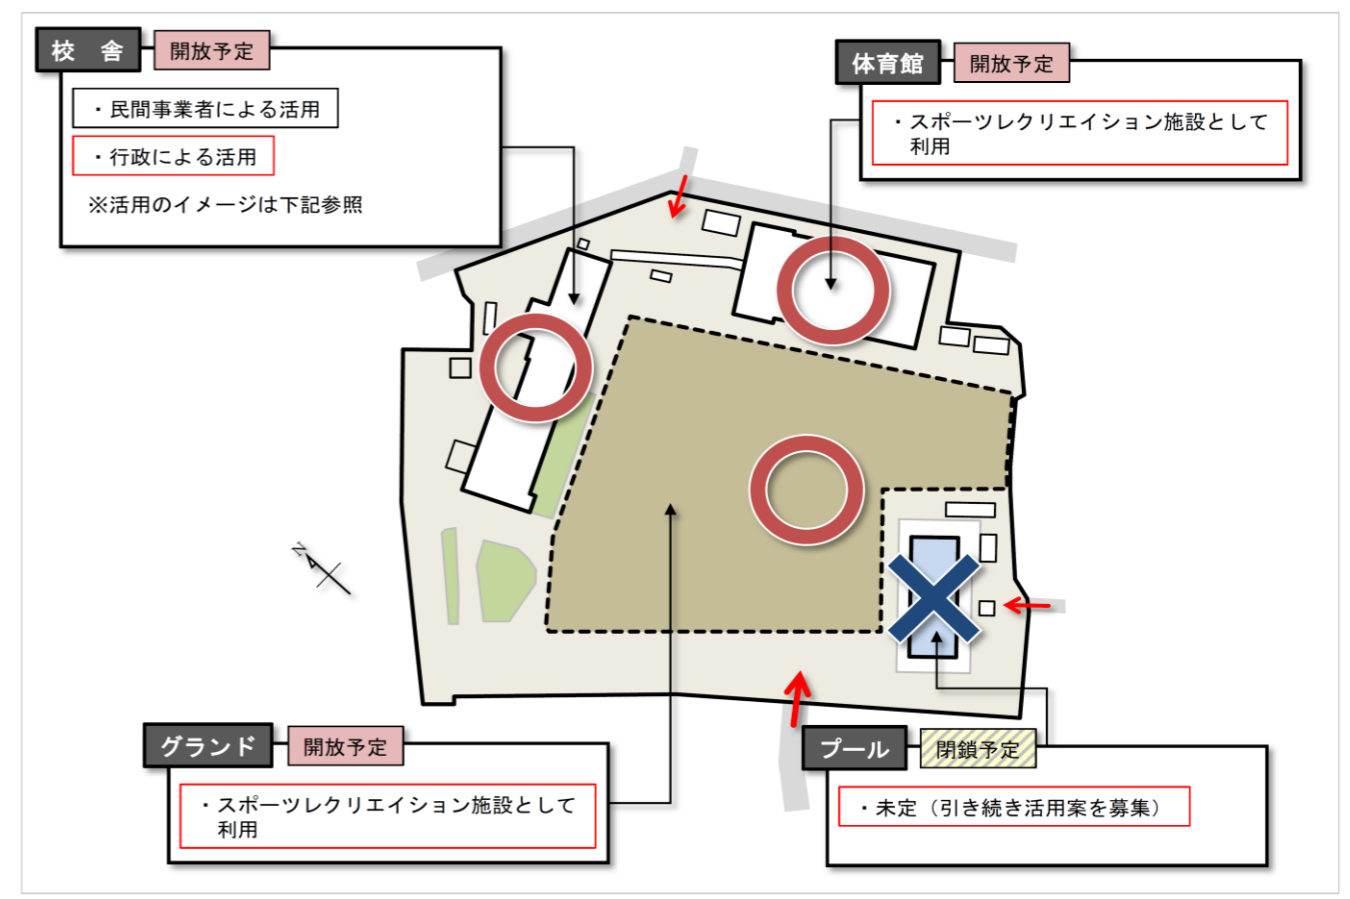 校　舎
開放予定
・民間事業者による活用
・行政による活用
※活用のイメージは下記参照
体育館
開放予定
・スポーツレクリエイション施設として
利用
N
グランド
開放予定
・スポーツレクリエイション施設として
利用
プール
閉鎖予定
・未定（引き続き活用案を募集）